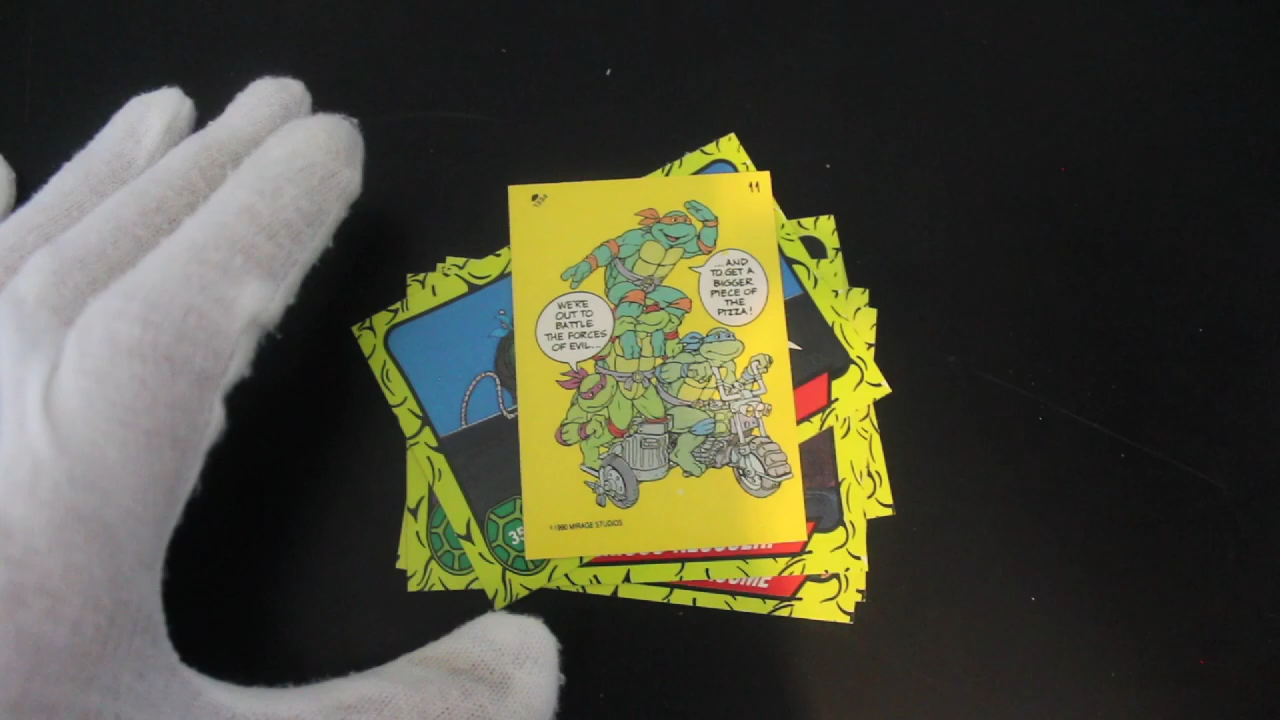 11
...AND
TO GET A
BIGGER
PIECE OF
THE
PIZZA!
WE'RE
OUT TO
BATTLE
THE FORCES
OF EVIL...
35
1990 MIRAGE STUDIOS